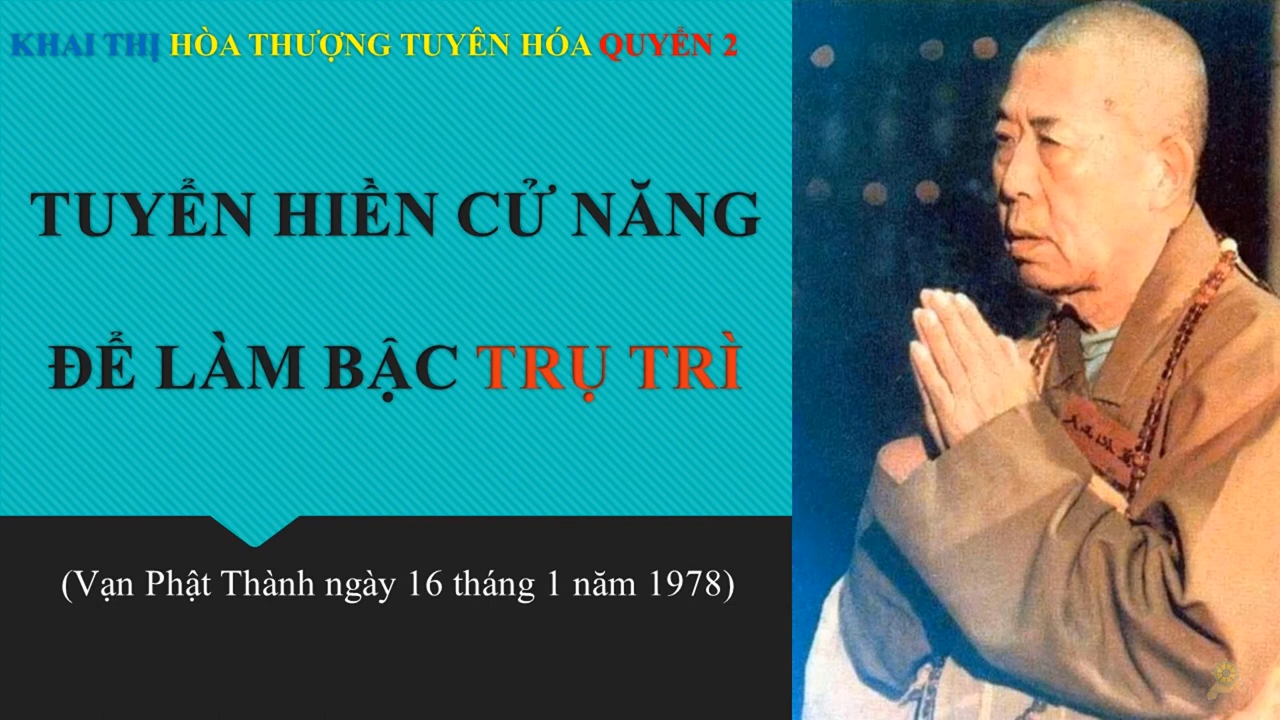 KHAI THỊ HÒA THƯỢNG TUYÊN HÓA QUYỂN 2
TUYỂN HIỀN CỬ NĂNG
ĐỂ LÀM BẬC TRỤ TRÌ
(Vạn Phật Thành ngày 16 tháng 1 năm 1978)